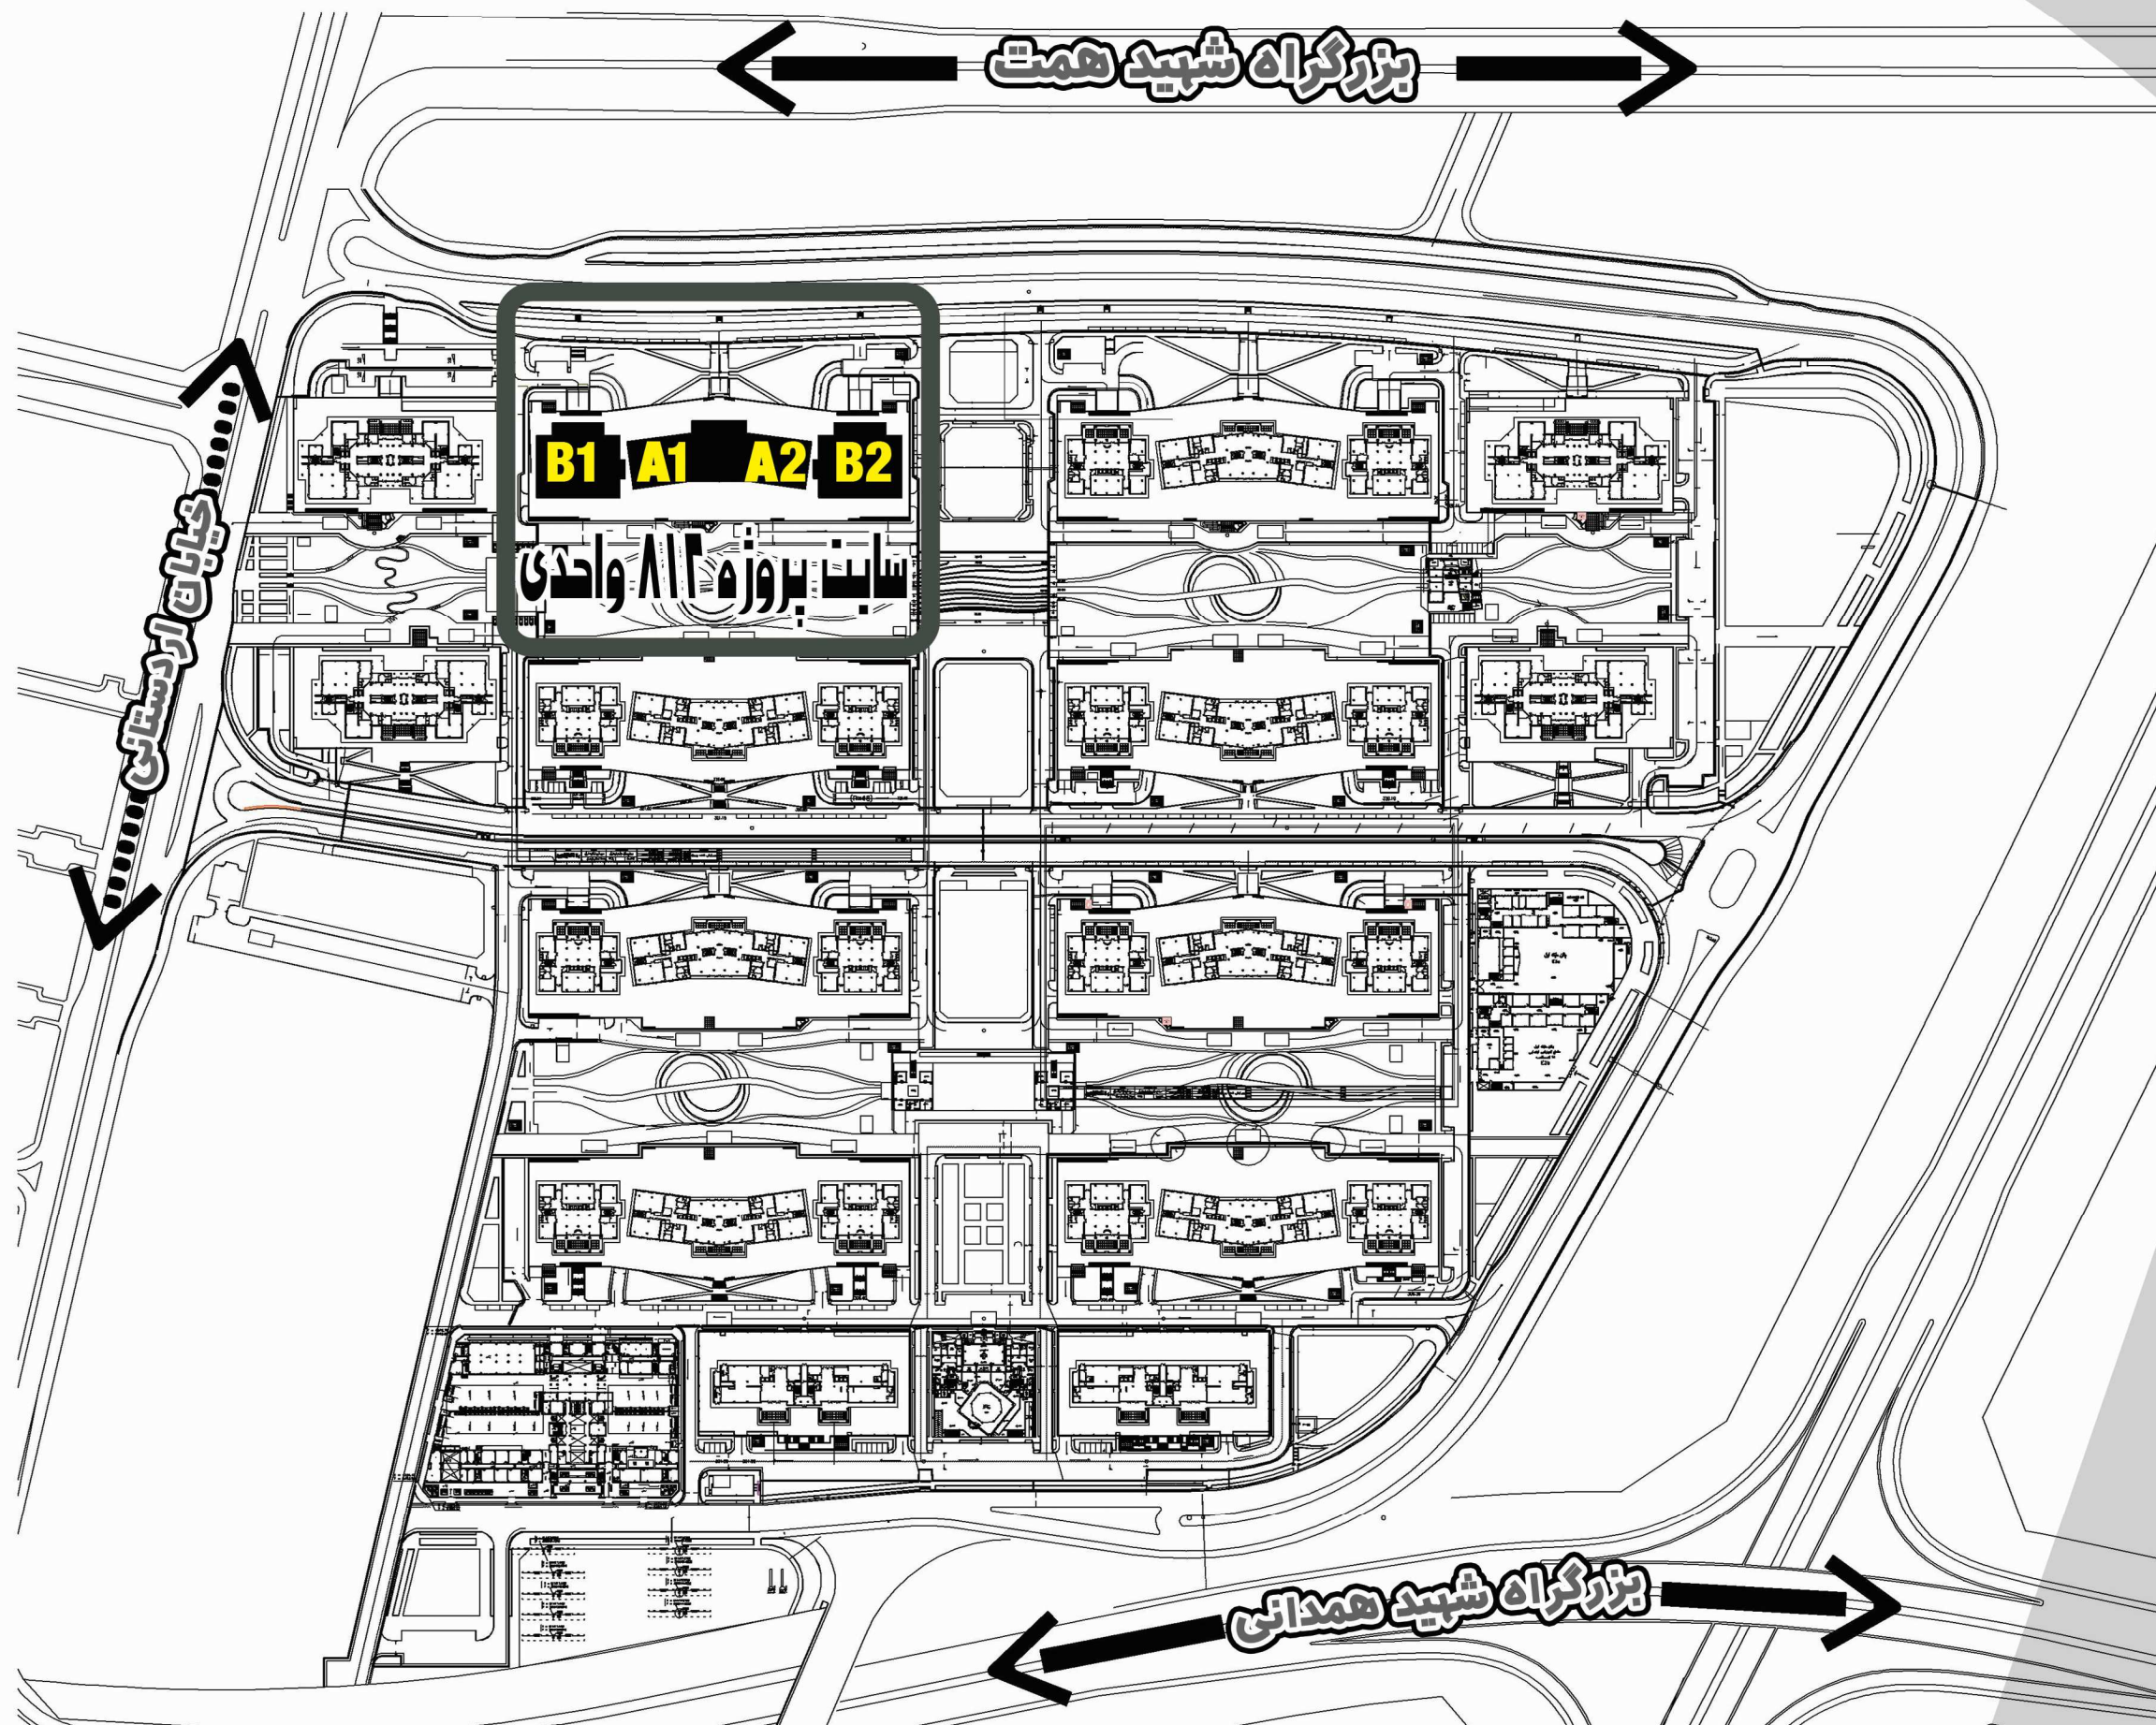 بزرگراه شهید همت
B1 A1 A2 B2
سایت پروژه ۸۱۲ واحدی
خیابان اردستانی
بزرگراه شهید همدانی